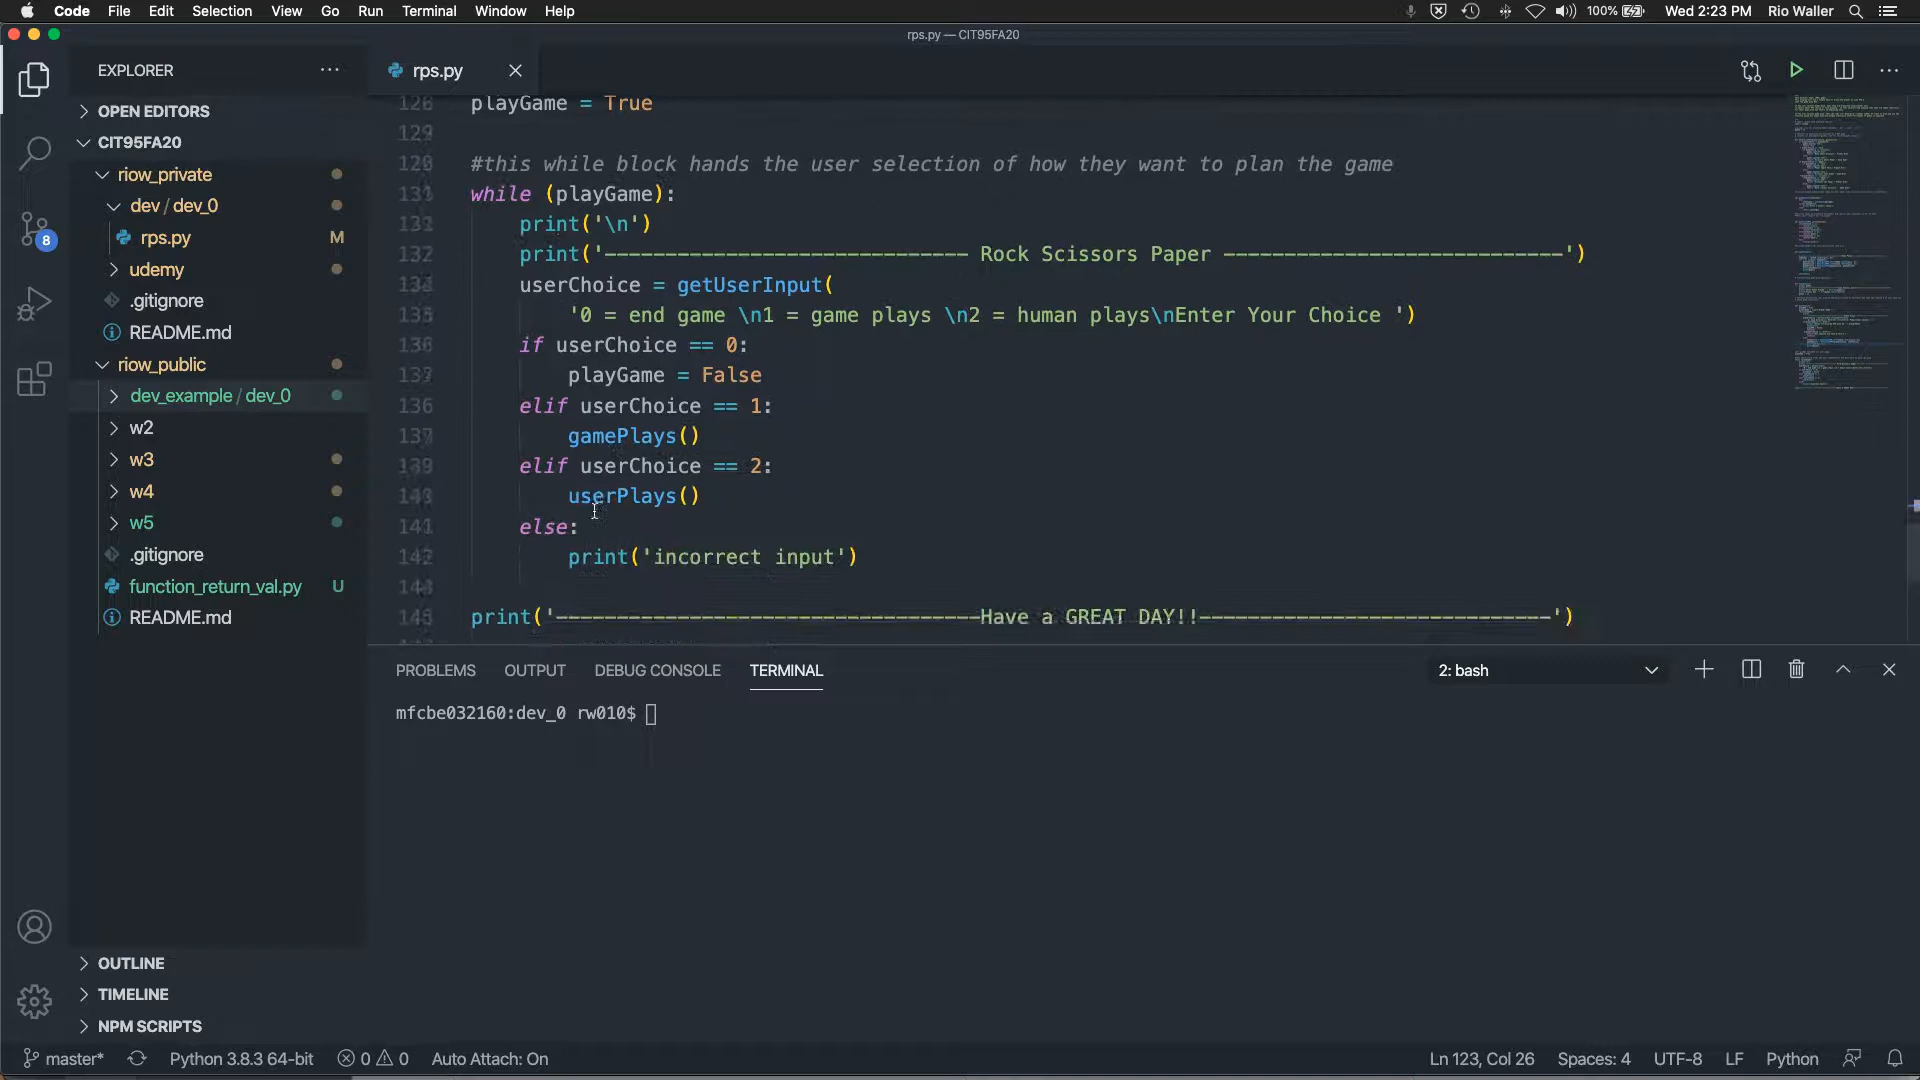 Code File Edit Selection View Go Run Terminal Window Help 100% Wed 2:23 PM Rio Waller
rps.py — CIT95FA20
EXPLORER
rps.py
OPEN EDITORS
CIT95FA20
riow_private
dev / dev_0
rps.py M
udemy
.gitignore
README.md
riow_public
dev_example / dev_0
w2
w3
w4
w5
.gitignore
function_return_val.py U
README.md
OUTLINE
TIMELINE
NPM SCRIPTS
8
playGame = True
#this while block hands the user selection of how they want to plan the game
while (playGame):
print('\n')
print('------------------------------ Rock Scissors Paper ----------------------------')
userChoice = getUserInput(
'0 = end game \n1 = game plays \n2 = human plays\nEnter Your Choice ')
if userChoice == 0:
playGame = False
elif userChoice == 1:
gamePlays()
elif userChoice == 2:
userPlays()
else:
print('incorrect input')
print('-----------------------------------Have a GREAT DAY!!-----------------------------')
PROBLEMS OUTPUT DEBUG CONSOLE TERMINAL 2: bash
mfcbe032160:dev_0 rw010$
master* Python 3.8.3 64-bit 0 0 Auto Attach: On Ln 123, Col 26 Spaces: 4 UTF-8 LF Python